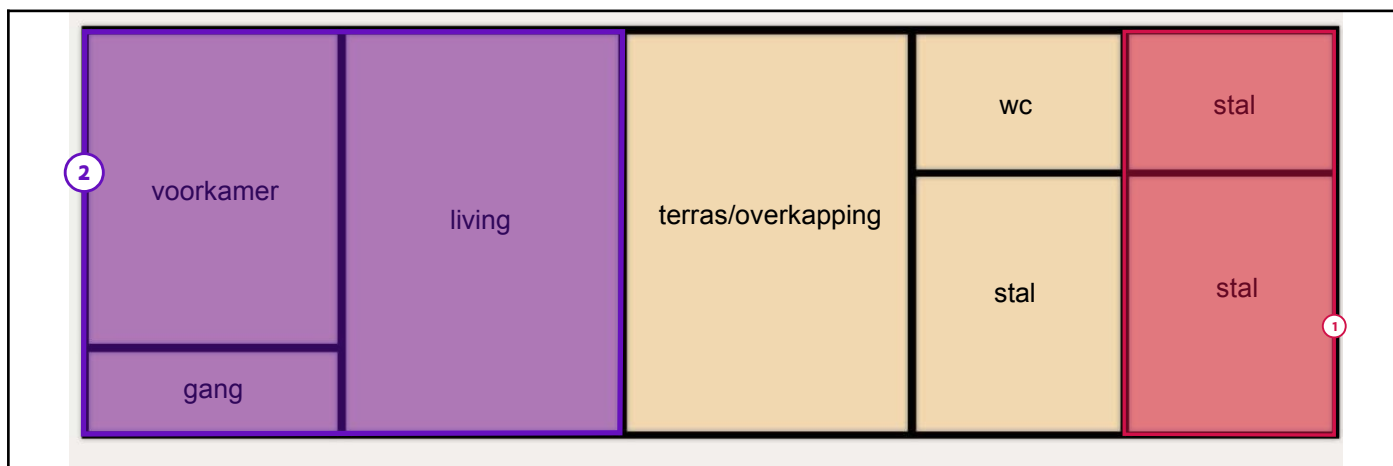 wc
stal
2
voorkamer
living
terras/overkapping
stal
stal
1
gang